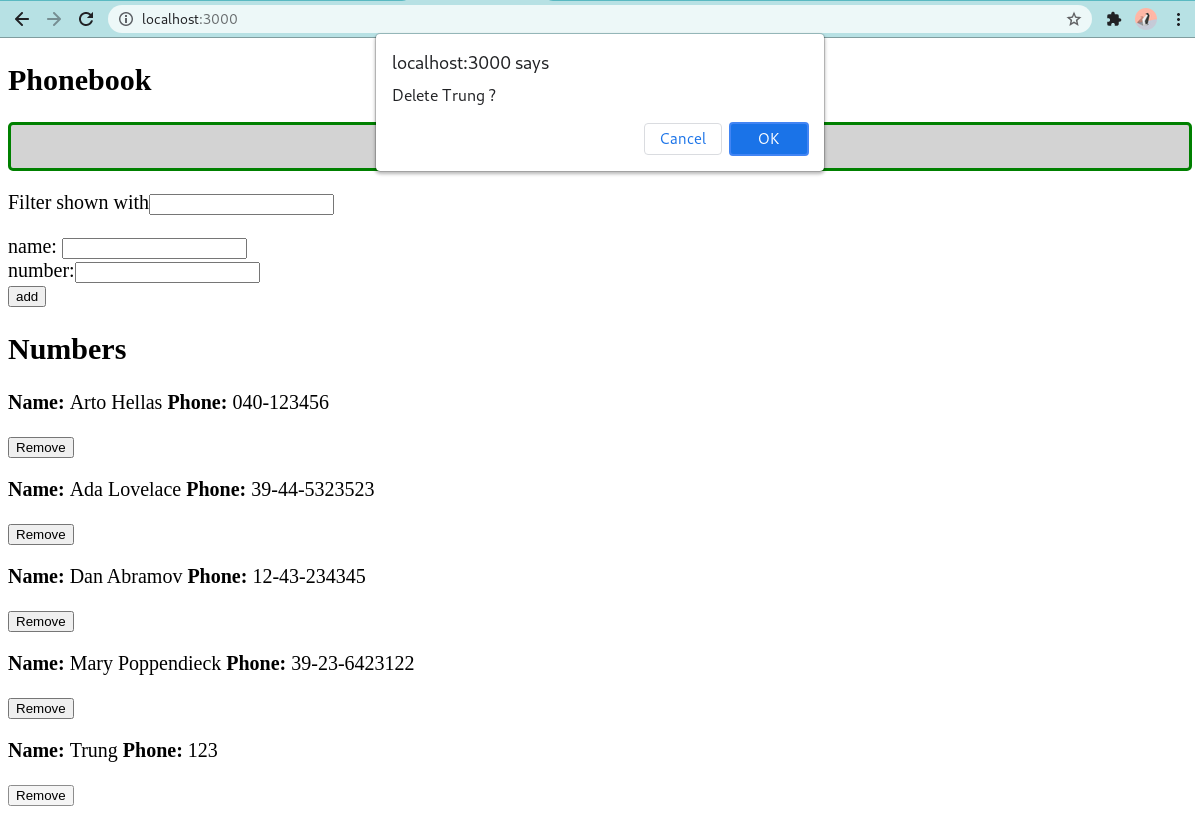 localhost:3000
localhost:3000 says
Delete Trung ?
Cancel OK
Phonebook
Filter shown with
name:
number:
add
Numbers
Name: Arto Hellas Phone: 040-123456
Remove
Name: Ada Lovelace Phone: 39-44-5323523
Remove
Name: Dan Abramov Phone: 12-43-234345
Remove
Name: Mary Poppendieck Phone: 39-23-6423122
Remove
Name: Trung Phone: 123
Remove